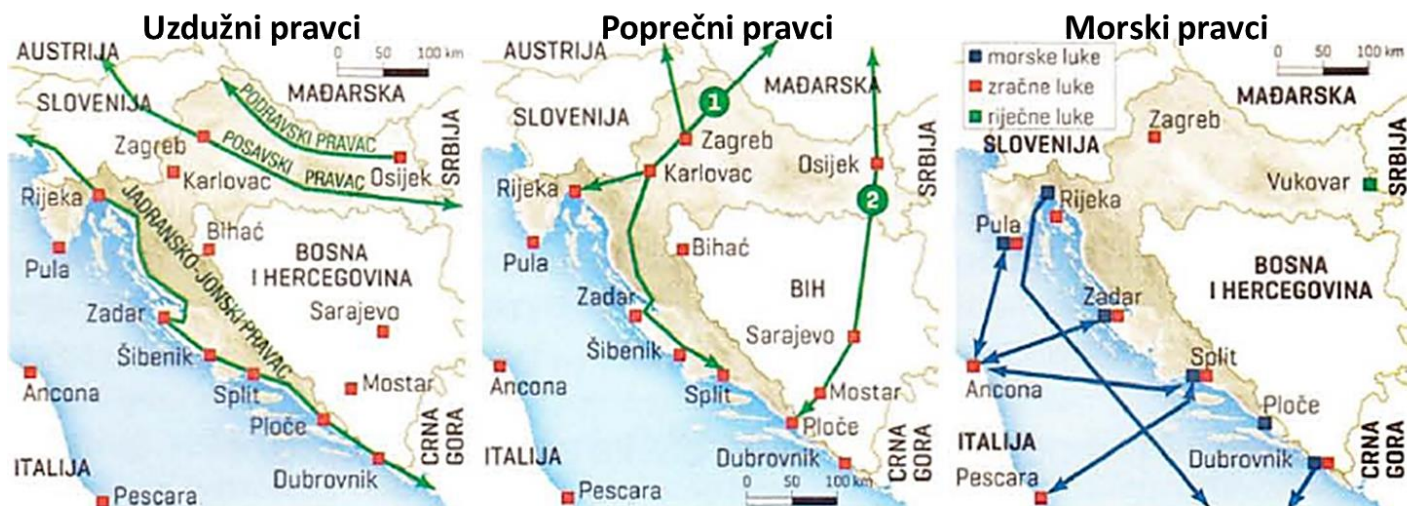 Uzdužni pravci
AUSTRIJA
0 50 100 km
SLOVENIJA
MAĐARSKA
PODRAVSKI PRAVAC
Zagreb
POSAVSKI PRAVAC
Osijek
SRBIJA
Karlovac
Rijeka
JADRANSKO-JONSKI PRAVAC
Bihać
Pula
BOSNA
I HERCEGOVINA
Zadar
Sarajevo
Šibenik
Ancona
Split
Mostar
Ploče
CRNA
GORA
ITALIJA
Dubrovnik
Pescara
Poprečni pravci
AUSTRIJA
1
MAĐARSKA
SLOVENIJA
Zagreb
Osijek
SRBIJA
Karlovac
Rijeka
2
Pula
Bihać
BIH
Zadar
Sarajevo
Šibenik
Ancona
Split
Mostar
Ploče
CRNA
GORA
ITALIJA
Dubrovnik
Pescara
0 50 100 km
Morski pravci
morske luke
zračne luke
riječne luke
0 50 100 km
MAĐARSKA
Zagreb
SLOVENIJA
SRBIJA
Vukovar
Rijeka
Pula
BOSNA
I HERCEGOVINA
Zadar
Split
Ancona
Ploče
CRNA
GORA
ITALIJA
Dubrovnik
Pescara